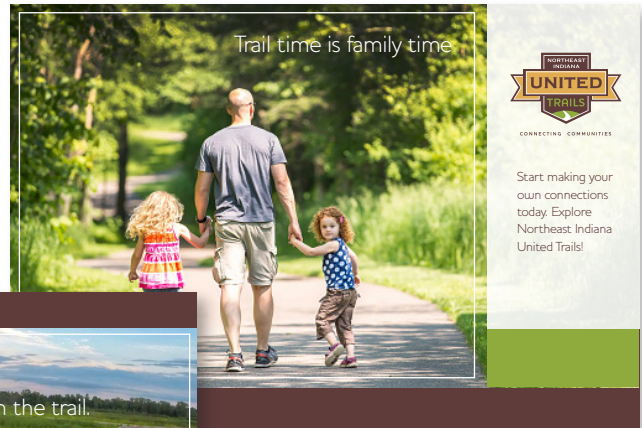 Trail time is family time
NORTHEAST
INDIANA
UNITED
TRAILS
CONNECTING COMMUNITIES
Start making your
own connections
today. Explore
Northeast Indiana
United Trails!
the trail.